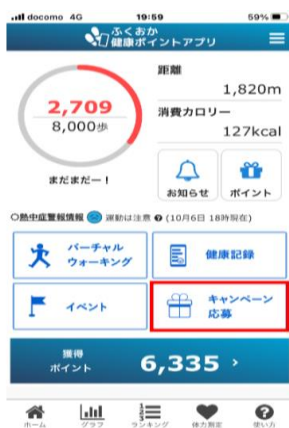 docomo 4G 19:59 59%
ふくおか
健康ポイントアプリ
2,709
8,000歩
まだまだー！
距離
1,820m
消費カロリー
127kcal
お知らせ
ポイント
熱中症警報情報 運動は注意 ? (10月6日 18時現在)
バーチャル
ウォーキング
健康記録
イベント
キャンペーン
応募
獲得
ポイント
6,335 >
ホーム
グラフ
ランキング
体力測定
使い方